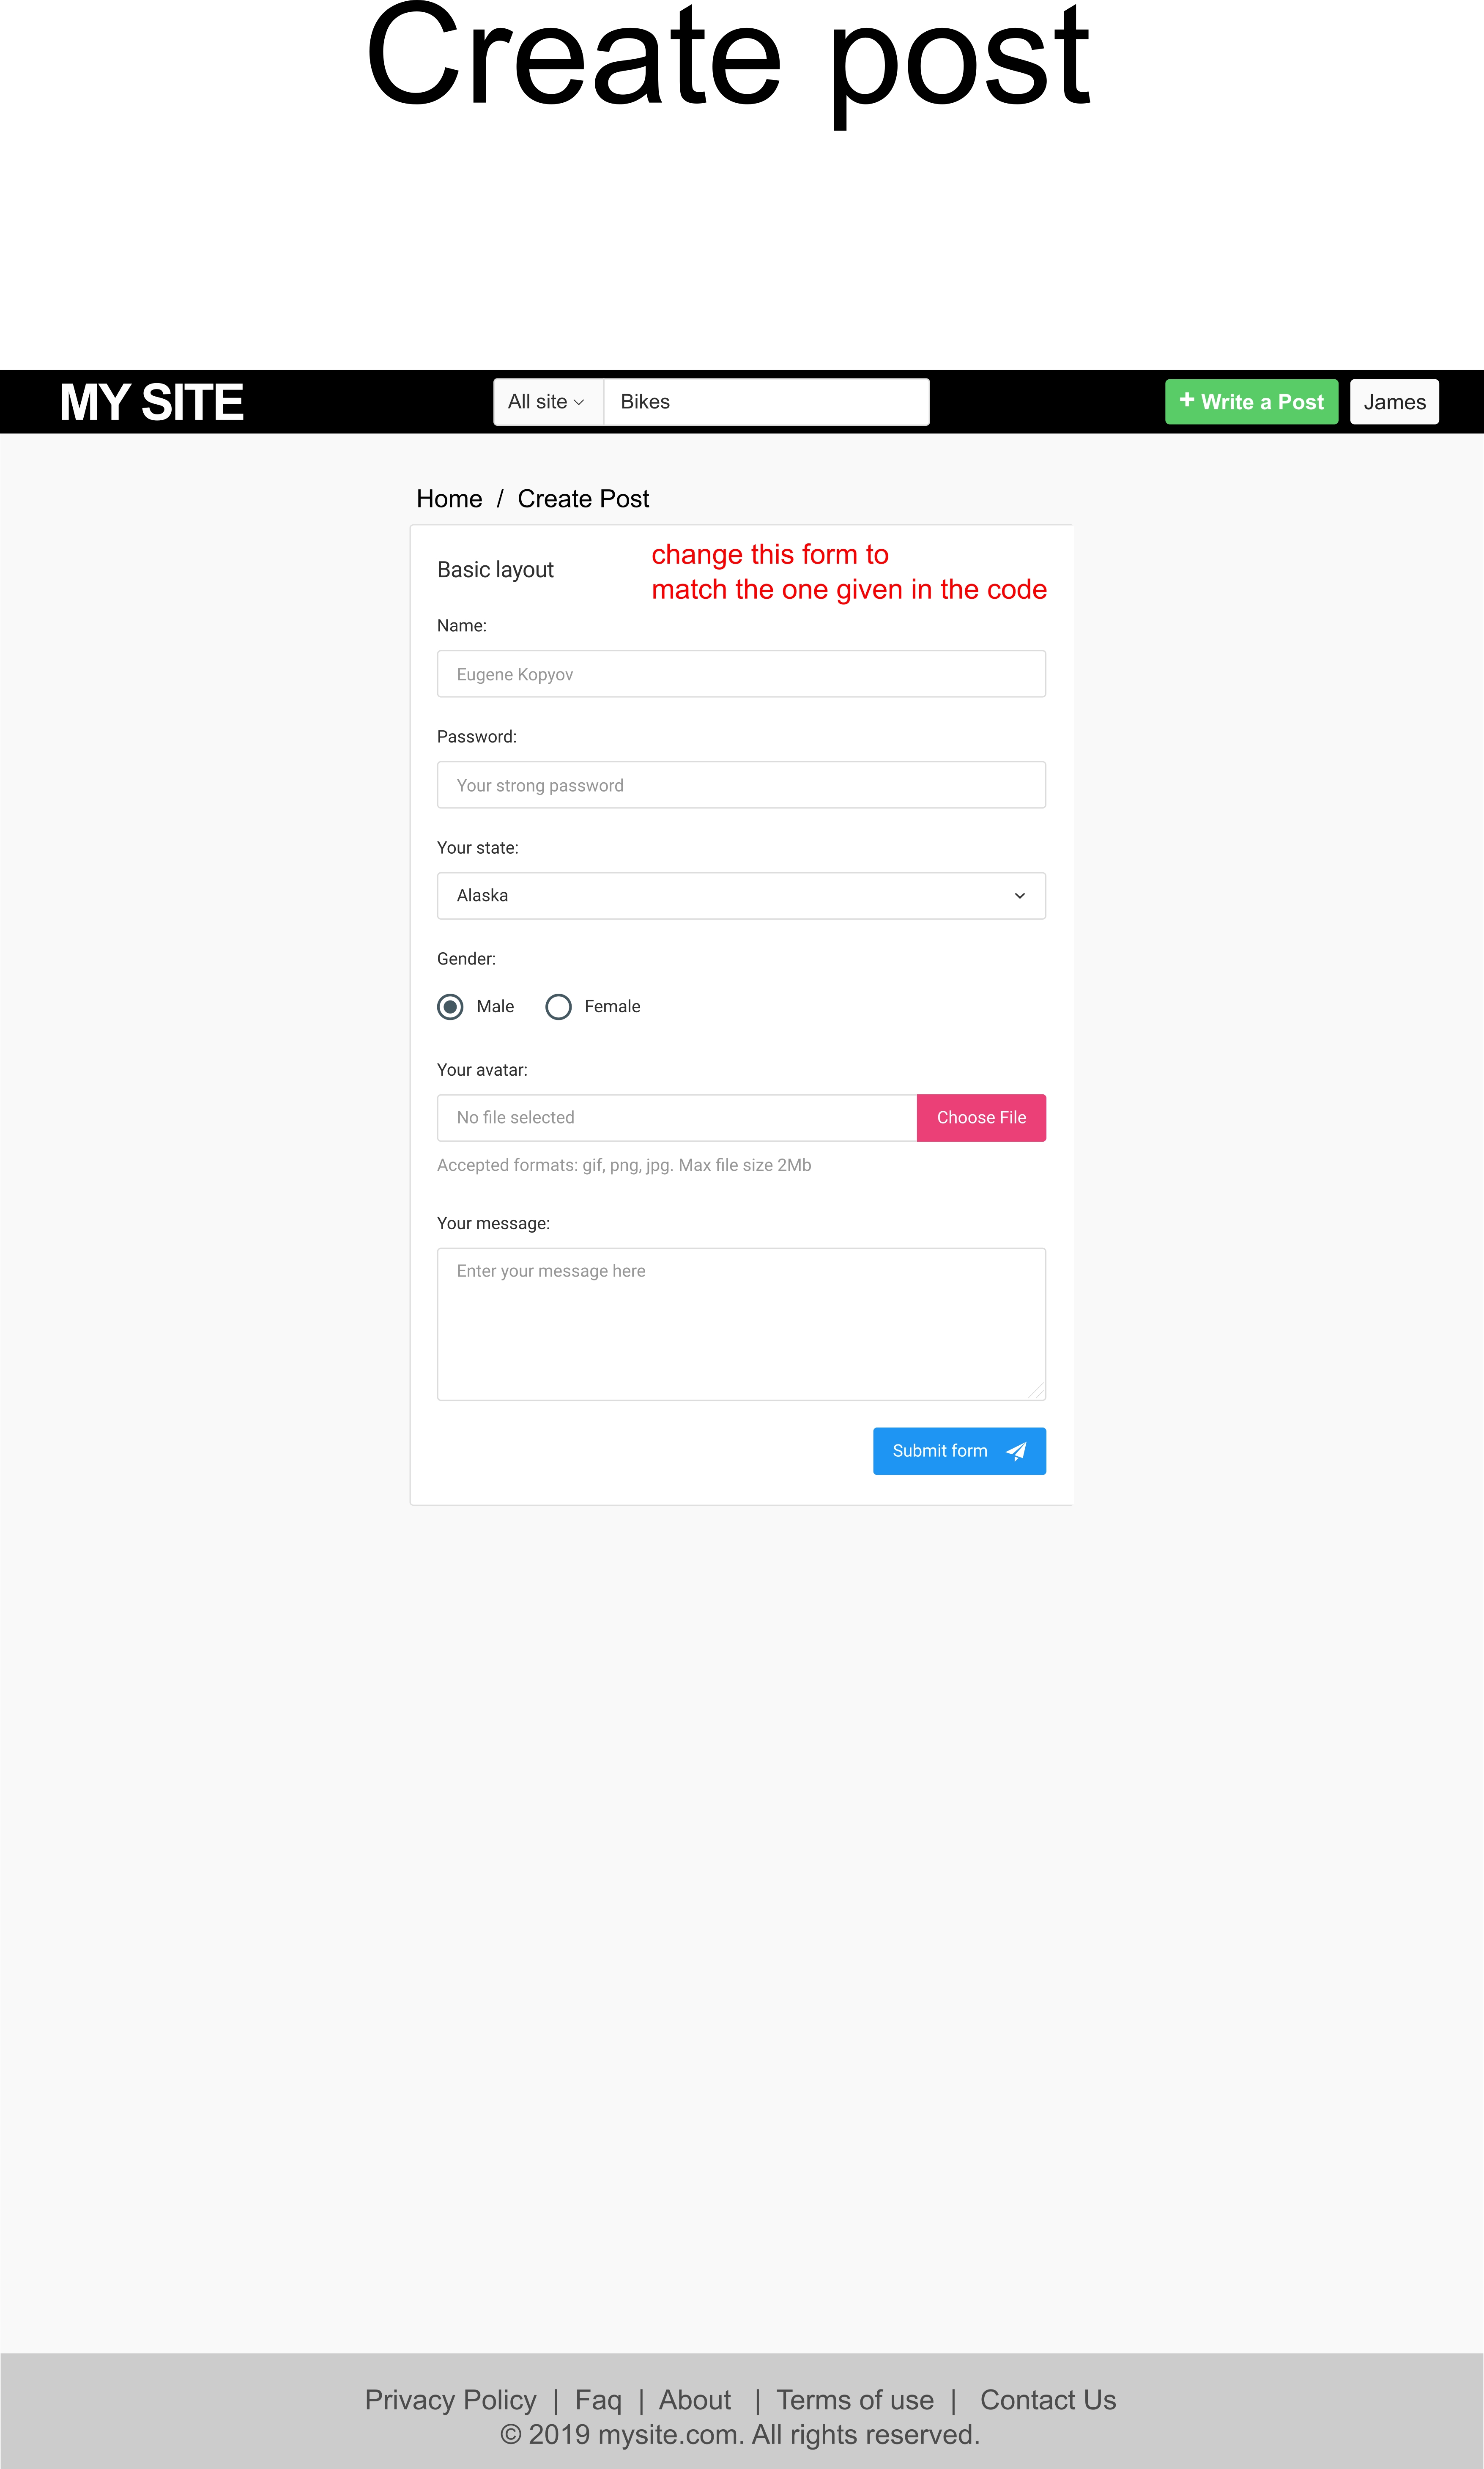 Create post
MY SITE
All site
Bikes
+ Write a Post
James
Home / Create Post
Basic layout
change this form to
match the one given in the code
Name:
Eugene Kopyov
Password:
Your strong password
Your state:
Alaska
Gender:
Male
Female
Your avatar:
No file selected
Choose File
Accepted formats: gif, png, jpg. Max file size 2Mb
Your message:
Enter your message here
Submit form
Privacy Policy | Faq | About | Terms of use | Contact Us
© 2019 mysite.com. All rights reserved.